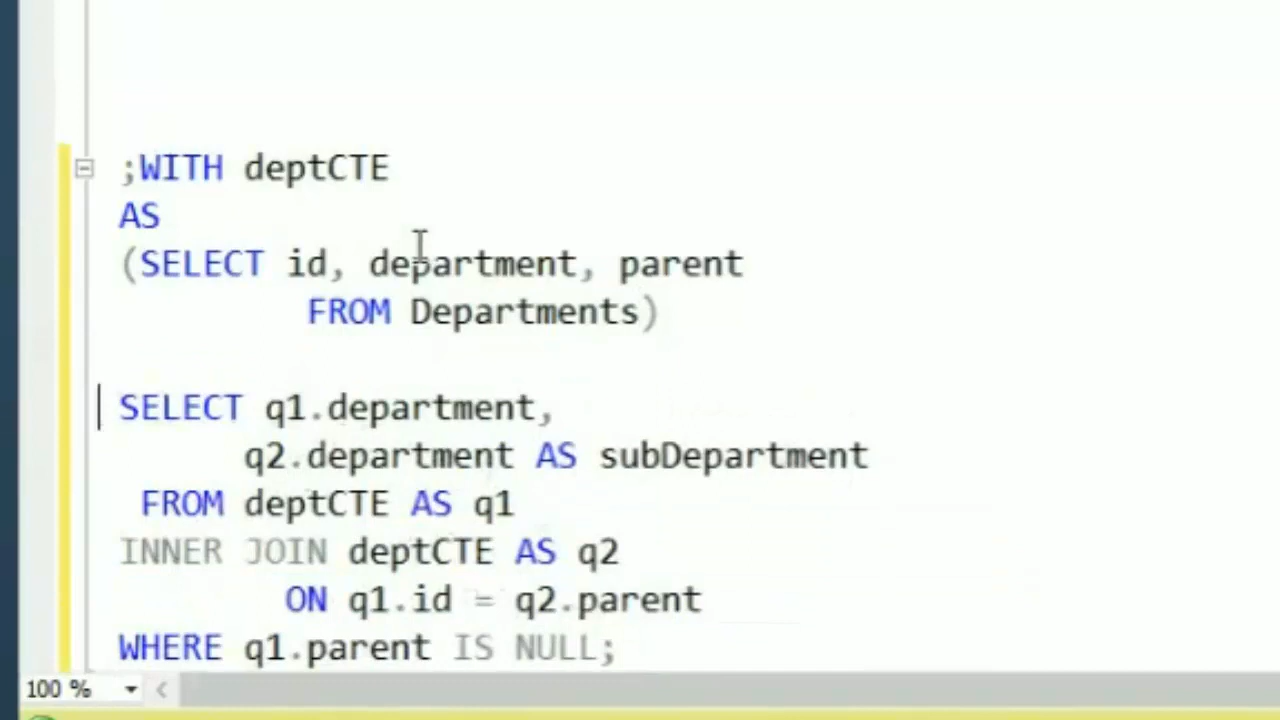 ;WITH deptCTE
AS
(SELECT id, department, parent
FROM Departments)
SELECT q1.department,
q2.department AS subDepartment
FROM deptCTE AS q1
INNER JOIN deptCTE AS q2
ON q1.id = q2.parent
WHERE q1.parent IS NULL;
100 %